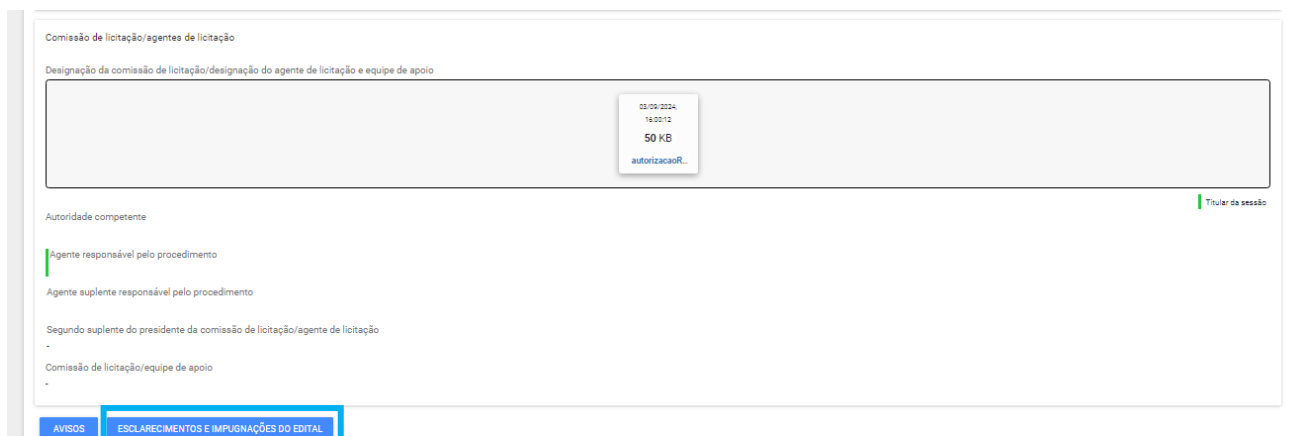 Comissão de licitação/agentes de licitação
Designação da comissão de licitação/designação do agente de licitação e equipe de apoio
03/09/2024,
16:00:12
50 KB
autorizacaoR...
Titular da sessão
Autoridade competente
Agente responsável pelo procedimento
Agente suplente responsável pelo procedimento
Segundo suplente do presidente da comissão de licitação/agente de licitação
-
Comissão de licitação/equipe de apoio
-
AVISOS ESCLARECIMENTOS E IMPUGNAÇÕES DO EDITAL